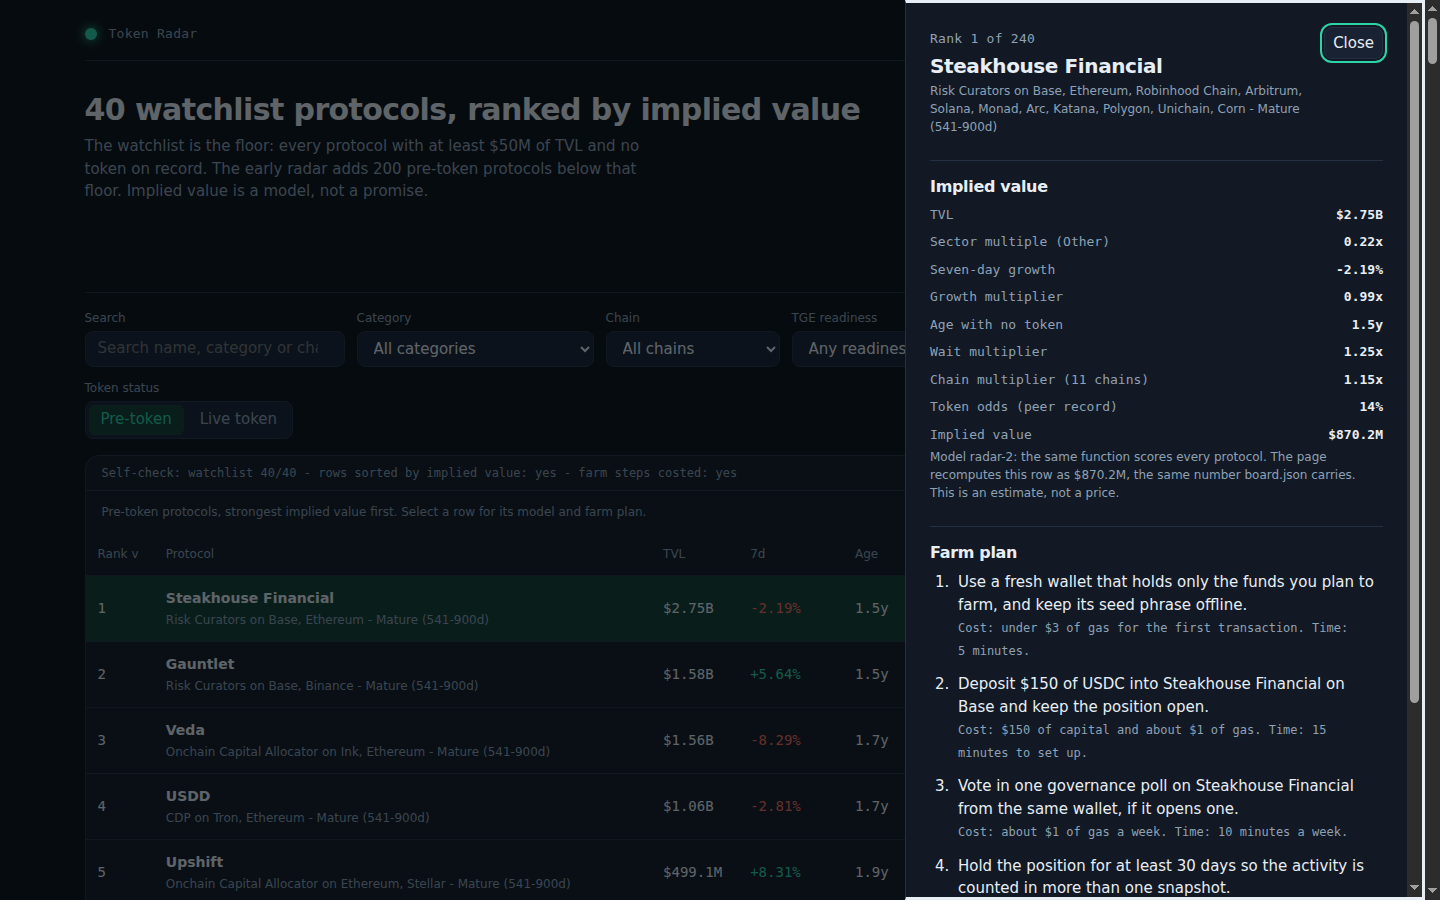 Token Radar
40 watchlist protocols, ranked by implied value
The watchlist is the floor: every protocol with at least $50M of TVL and no
token on record. The early radar adds 200 pre-token protocols below that
floor. Implied value is a model, not a promise.
Search
Category
Chain
TGE readiness
Search name, category or cha
All categories
All chains
Any readines
Token status
Pre-token
Live token
Self-check: watchlist 40/40 - rows sorted by implied value: yes - farm steps costed: yes
Pre-token protocols, strongest implied value first. Select a row for its model and farm plan.
Rank v
Protocol
TVL
7d
Age
1
Steakhouse Financial
Risk Curators on Base, Ethereum - Mature (541-900d)
$2.75B
-2.19%
1.5y
2
Gauntlet
Risk Curators on Base, Binance - Mature (541-900d)
$1.58B
+5.64%
1.5y
3
Veda
Onchain Capital Allocator on Ink, Ethereum - Mature (541-900d)
$1.56B
-8.29%
1.7y
4
USDD
CDP on Tron, Ethereum - Mature (541-900d)
$1.06B
-2.81%
1.7y
5
Upshift
Onchain Capital Allocator on Ethereum, Stellar - Mature (541-900d)
$499.1M
+8.31%
1.9y
Rank 1 of 240
Close
Steakhouse Financial
Risk Curators on Base, Ethereum, Robinhood Chain, Arbitrum,
Solana, Monad, Arc, Katana, Polygon, Unichain, Corn - Mature
(541-900d)
Implied value
TVL $2.75B
Sector multiple (Other) 0.22x
Seven-day growth -2.19%
Growth multiplier 0.99x
Age with no token 1.5y
Wait multiplier 1.25x
Chain multiplier (11 chains) 1.15x
Token odds (peer record) 14%
Implied value $870.2M
Model radar-2: the same function scores every protocol. The page
recomputes this row as $870.2M, the same number board.json carries.
This is an estimate, not a price.
Farm plan
1. Use a fresh wallet that holds only the funds you plan to
farm, and keep its seed phrase offline.
Cost: under $3 of gas for the first transaction. Time:
5 minutes.
2. Deposit $150 of USDC into Steakhouse Financial on
Base and keep the position open.
Cost: $150 of capital and about $1 of gas. Time: 15
minutes to set up.
3. Vote in one governance poll on Steakhouse Financial
from the same wallet, if it opens one.
Cost: about $1 of gas a week. Time: 10 minutes a week.
4. Hold the position for at least 30 days so the activity is
counted in more than one snapshot.